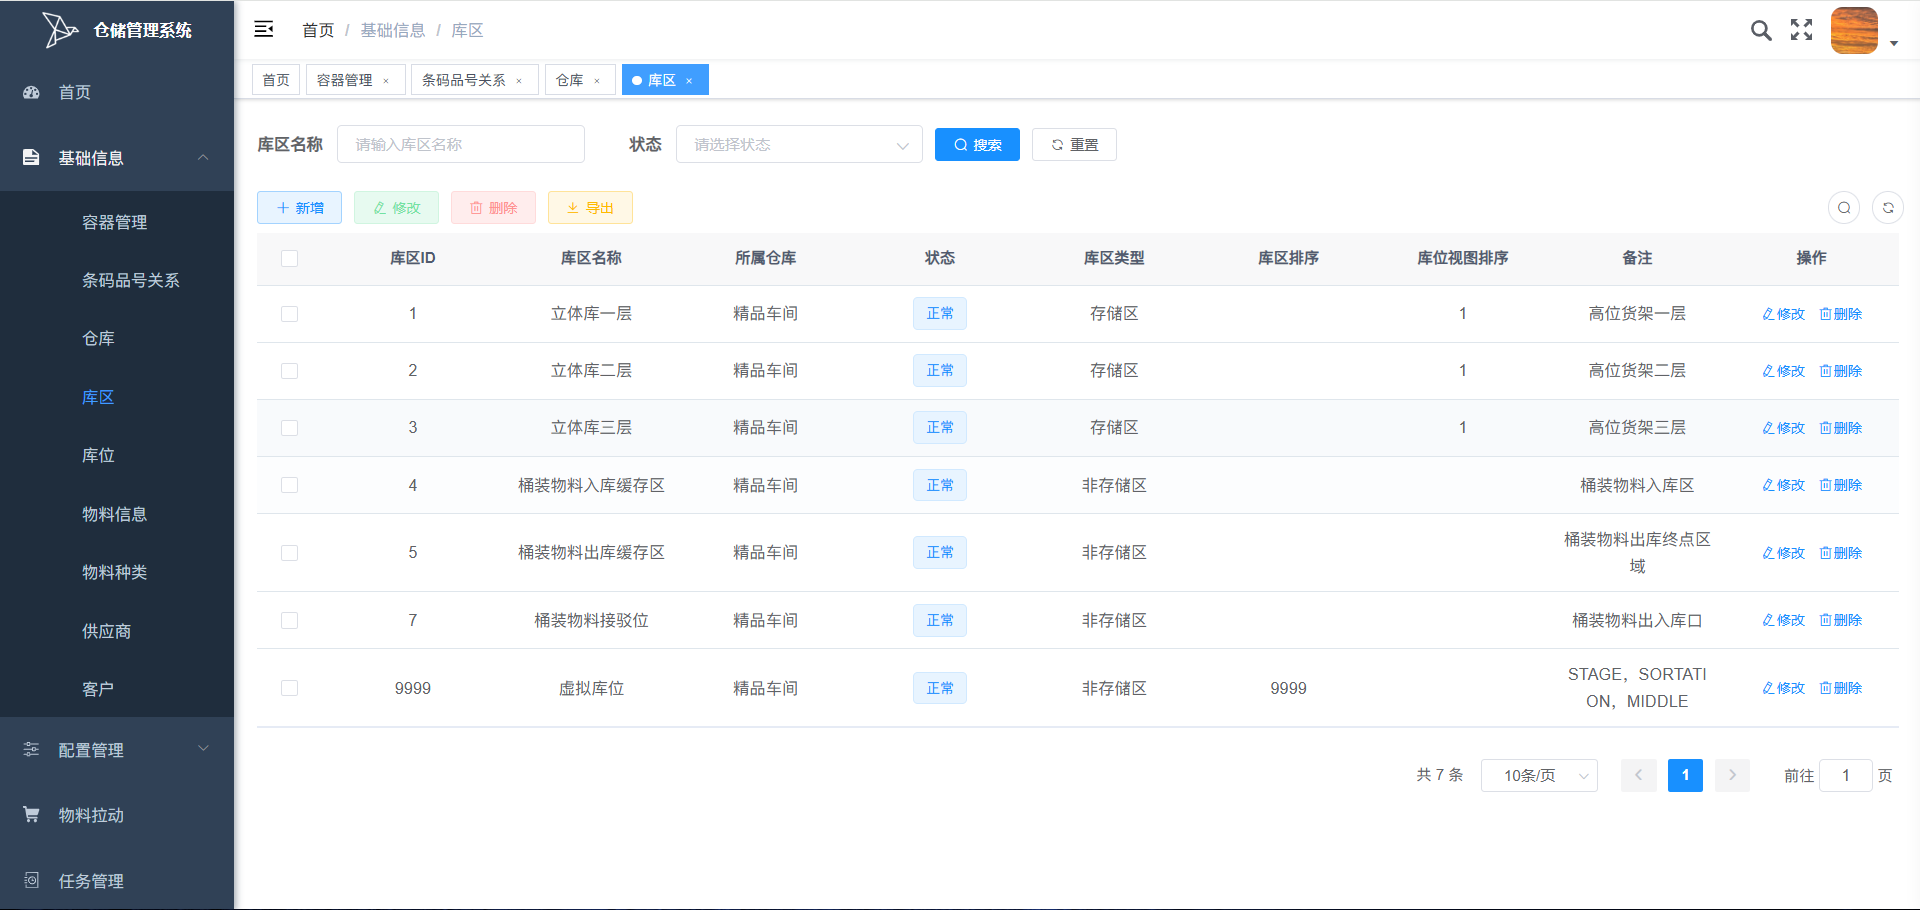 仓储管理系统
首页
基础信息
容器管理
条码品号关系
仓库
库区
库位
物料信息
物料种类
供应商
客户
配置管理
物料拉动
任务管理
首页 / 基础信息 / 库区
首页 容器管理 × 条码品号关系 × 仓库 × 库区 ×
库区名称 请输入库区名称 状态 请选择状态 搜索 重置
新增 修改 删除 导出
库区ID 库区名称 所属仓库 状态 库区类型 库区排序 库位视图排序 备注 操作
1 立体库一层 精品车间 正常 存储区 1 高位货架一层 修改 删除
2 立体库二层 精品车间 正常 存储区 1 高位货架二层 修改 删除
3 立体库三层 精品车间 正常 存储区 1 高位货架三层 修改 删除
4 桶装物料入库缓存区 精品车间 正常 非存储区 桶装物料入库区 修改 删除
5 桶装物料出库缓存区 精品车间 正常 非存储区 桶装物料出库终点区 修改 删除
域
7 桶装物料接驳位 精品车间 正常 非存储区 桶装物料出入库口 修改 删除
9999 虚拟库位 精品车间 正常 非存储区 9999 STAGE，SORTATI 修改 删除
ON，MIDDLE
共 7 条 10条/页 1 前往 1 页